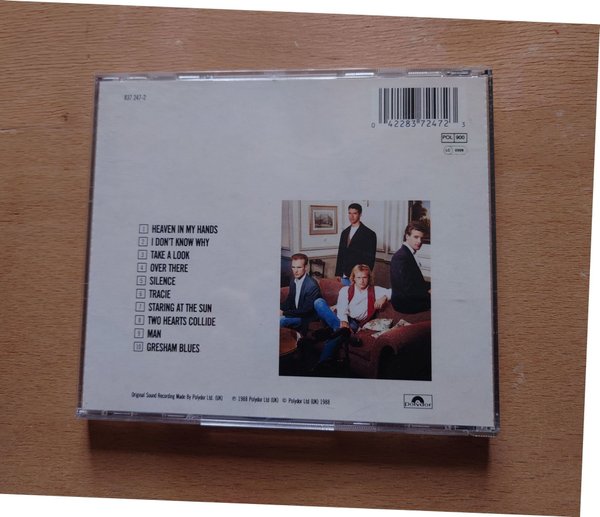 837 247-2
0 42283 72472 3
POL 900
LC
1 HEAVEN IN MY HANDS
2 I DON'T KNOW WHY
3 TAKE A LOOK
4 OVER THERE
5 SILENCE
6 TRACIE
7 STARING AT THE SUN
8 TWO HEARTS COLLIDE
9 MAN
10 GRESHAM BLUES
Original Sound Recording Made By Polydor Ltd. (UK) ℗ 1988 Polydor Ltd (UK) © Polydor Ltd (UK) 1988
Polydor